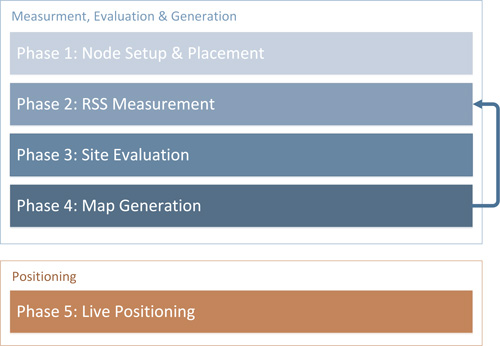 Measurment, Evaluation & Generation
Phase 1: Node Setup & Placement
Phase 2: RSS Measurement
Phase 3: Site Evaluation
Phase 4: Map Generation
Positioning
Phase 5: Live Positioning